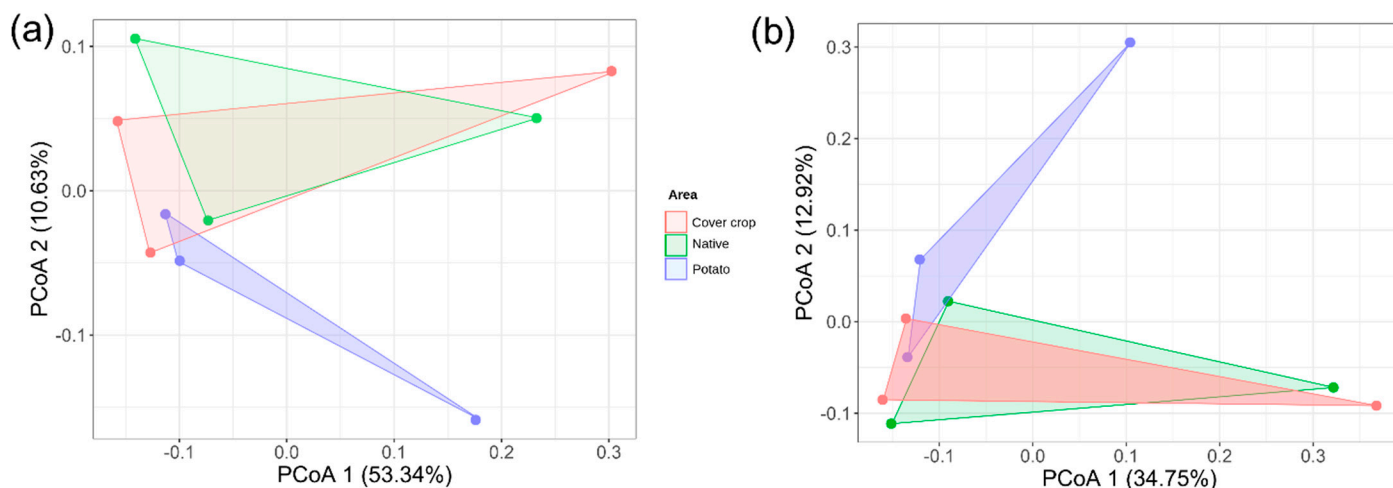 (a)
0.1
0.0
-0.1
PCoA 2 (10.63%)
-0.1
0.0
0.1
0.2
0.3
PCoA 1 (53.34%)
Area
Cover crop
Native
Potato
(b)
0.3
0.2
0.1
0.0
-0.1
PCoA 2 (12.92%)
-0.1
0.0
0.1
0.2
0.3
PCoA 1 (34.75%)